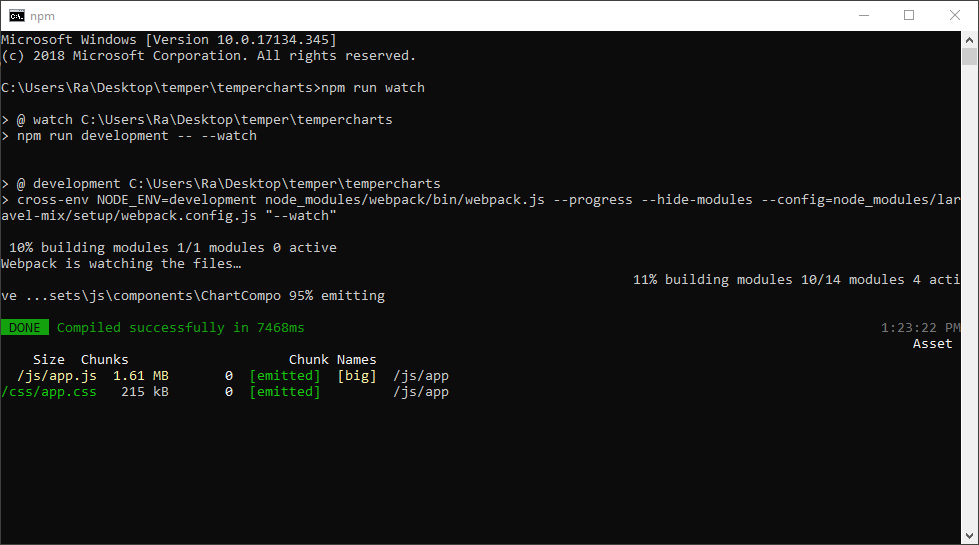 npm
Microsoft Windows [Version 10.0.17134.345]
(c) 2018 Microsoft Corporation. All rights reserved.
C:\Users\Ra\Desktop\temper\tempercharts>npm run watch
> @ watch C:\Users\Ra\Desktop\temper\tempercharts
> npm run development -- --watch
> @ development C:\Users\Ra\Desktop\temper\tempercharts
> cross-env NODE_ENV=development node_modules/webpack/bin/webpack.js --progress --hide-modules --config=node_modules/lar
avel-mix/setup/webpack.config.js "--watch"
10% building modules 1/1 modules 0 active
Webpack is watching the files…
11% building modules 10/14 modules 4 acti
ve ...sets\js\components\ChartCompo 95% emitting
DONE Compiled successfully in 7468ms 1:23:22 PM
Asset
Size Chunks Chunk Names
/js/app.js 1.61 MB 0 [emitted] [big] /js/app
/css/app.css 215 kB 0 [emitted] /js/app